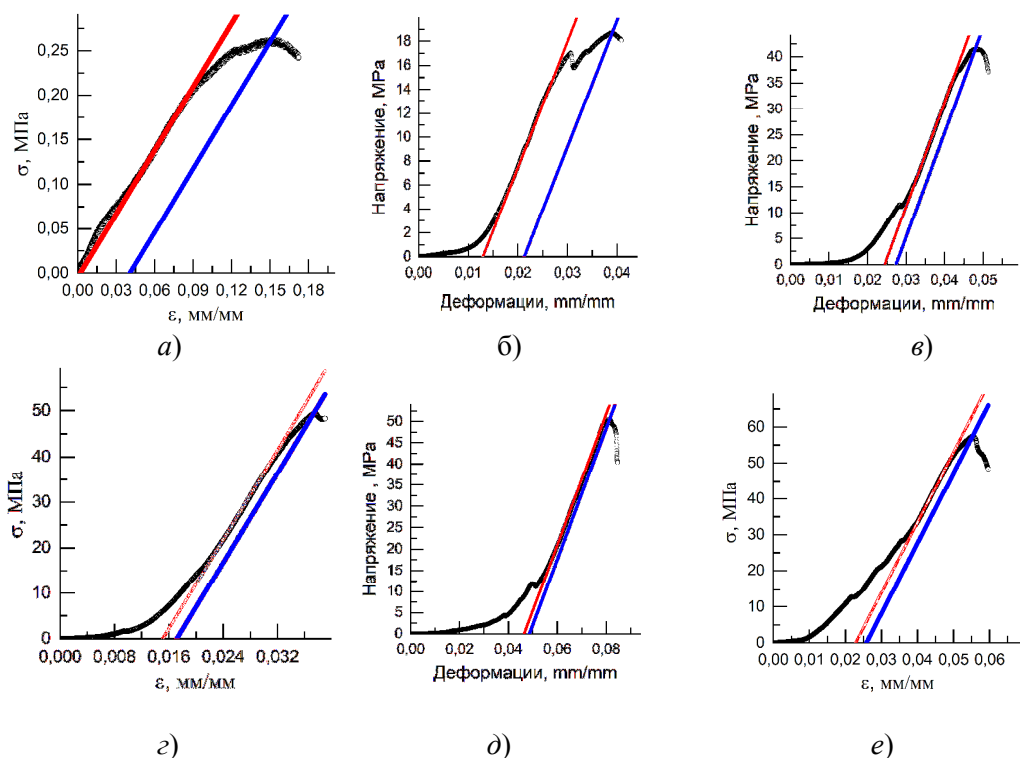 0,25
0,20
0,15
0,10
0,05
0,00
σ, МПа
0,00 0,03 0,06 0,09 0,12 0,15 0,18
ε, мм/мм
а)
18
16
14
12
10
8
6
4
2
0
Напряжение, МРа
0,00 0,01 0,02 0,03 0,04
Деформации, mm/mm
б)
45
40
35
30
25
20
15
10
5
0
Напряжение , МРа
0,00 0,01 0,02 0,03 0,04 0,05
Деформации, mm/mm
в)
50
40
30
20
10
0
σ, МПа
0.000 0,008 0,016 0,024 0,032
ε, мм/мм
г)
50
45
40
35
30
25
20
15
10
5
0
Напряжение , МРа
0,00 0,02 0,04 0,06 0,08
Деформации, mm/mm
д)
60
50
40
30
20
10
0
σ, МПа
0,00 0,01 0,02 0,03 0,04 0,05 0,06
ε, мм/мм
е)